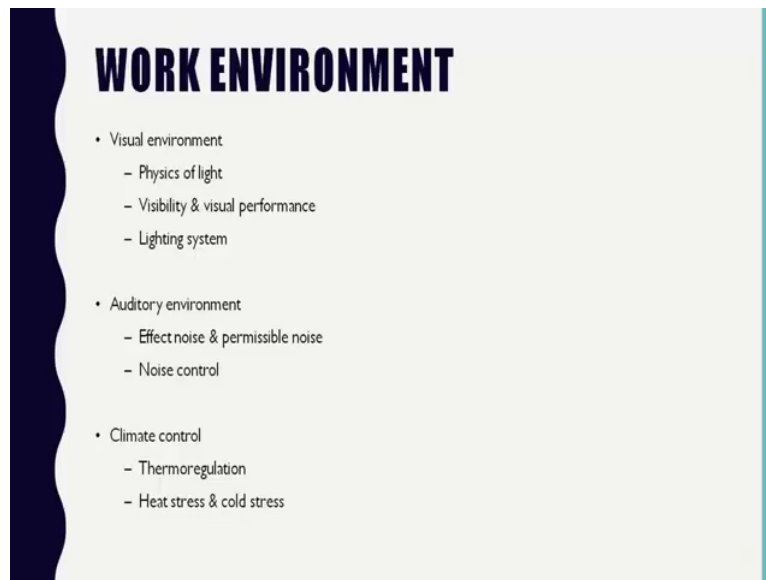 WORK ENVIRONMENT
• Visual environment
– Physics of light
– Visibility & visual performance
– Lighting system
• Auditory environment
– Effect noise & permissible noise
– Noise control
• Climate control
– Thermoregulation
– Heat stress & cold stress